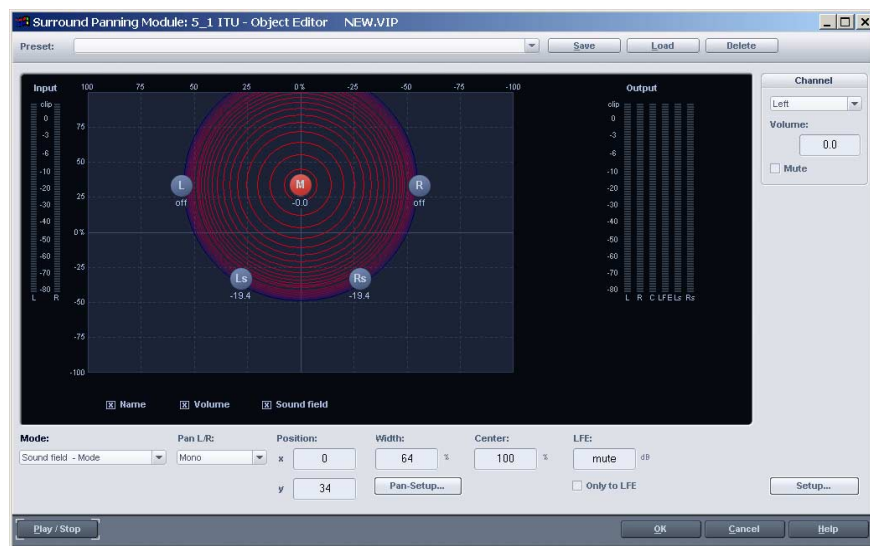 Surround Panning Module: 5_1 ITU - Object Editor NEW.VIP
Preset: Save Load Delete
Input 100 75 50 25 0% -25 -50 -75 -100 Output
Channel
Left
Volume:
0.0
Mute
clip
0
-3
-6
-10
-20
-30
-40
-50
-60
-70
-80
L R
75
50
25
0%
-25
-50
-75
-100
L
off
M
-0.0
R
off
Ls
-19.4
Rs
-19.4
clip
0
-3
-6
-10
-20
-30
-40
-50
-60
-70
-80
L R C LFE Ls Rs
Name Volume Sound field
Mode: Pan L/R: Position: Width: Center: LFE:
Sound field - Mode Mono x 0 64 % 100 % mute dB
y 34 Pan-Setup... Only to LFE Setup...
Play / Stop OK Cancel Help